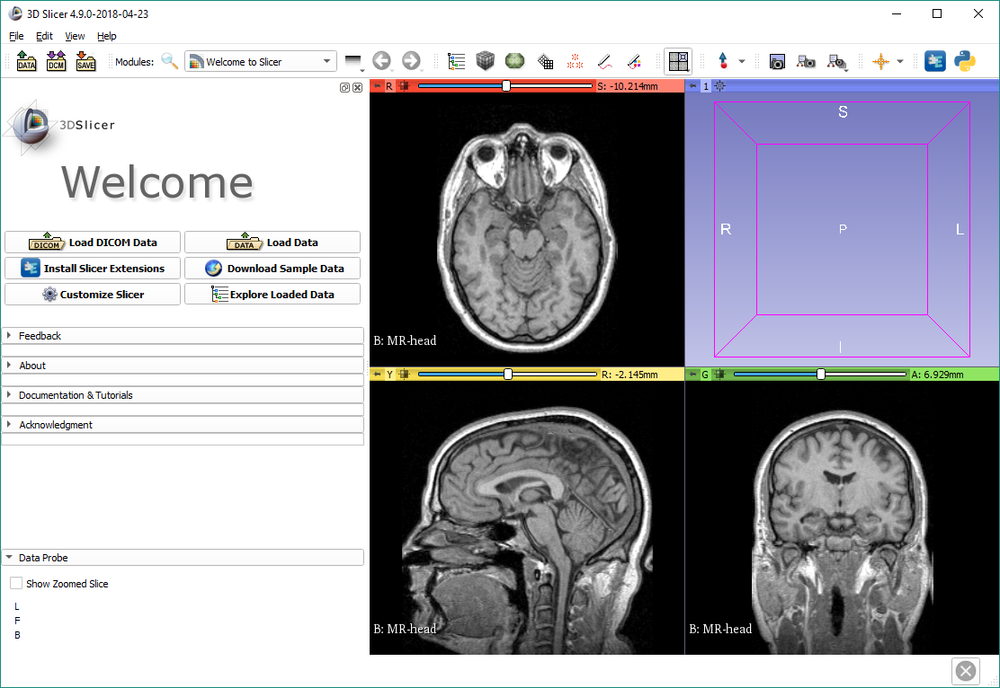 3D Slicer 4.9.0-2018-04-23
File Edit View Help
DATA DCM SAVE Modules: Welcome to Slicer
3DSlicer
Welcome
DICOM Load DICOM Data DATA Load Data
Install Slicer Extensions Download Sample Data
Customize Slicer Explore Loaded Data
Feedback
About
Documentation & Tutorials
Acknowledgment
Data Probe
Show Zoomed Slice
L
F
B
R S: -10.214mm
B: MR-head
1
S
R P L
I
Y R: -2.145mm
B: MR-head
G A: 6.929mm
B: MR-head